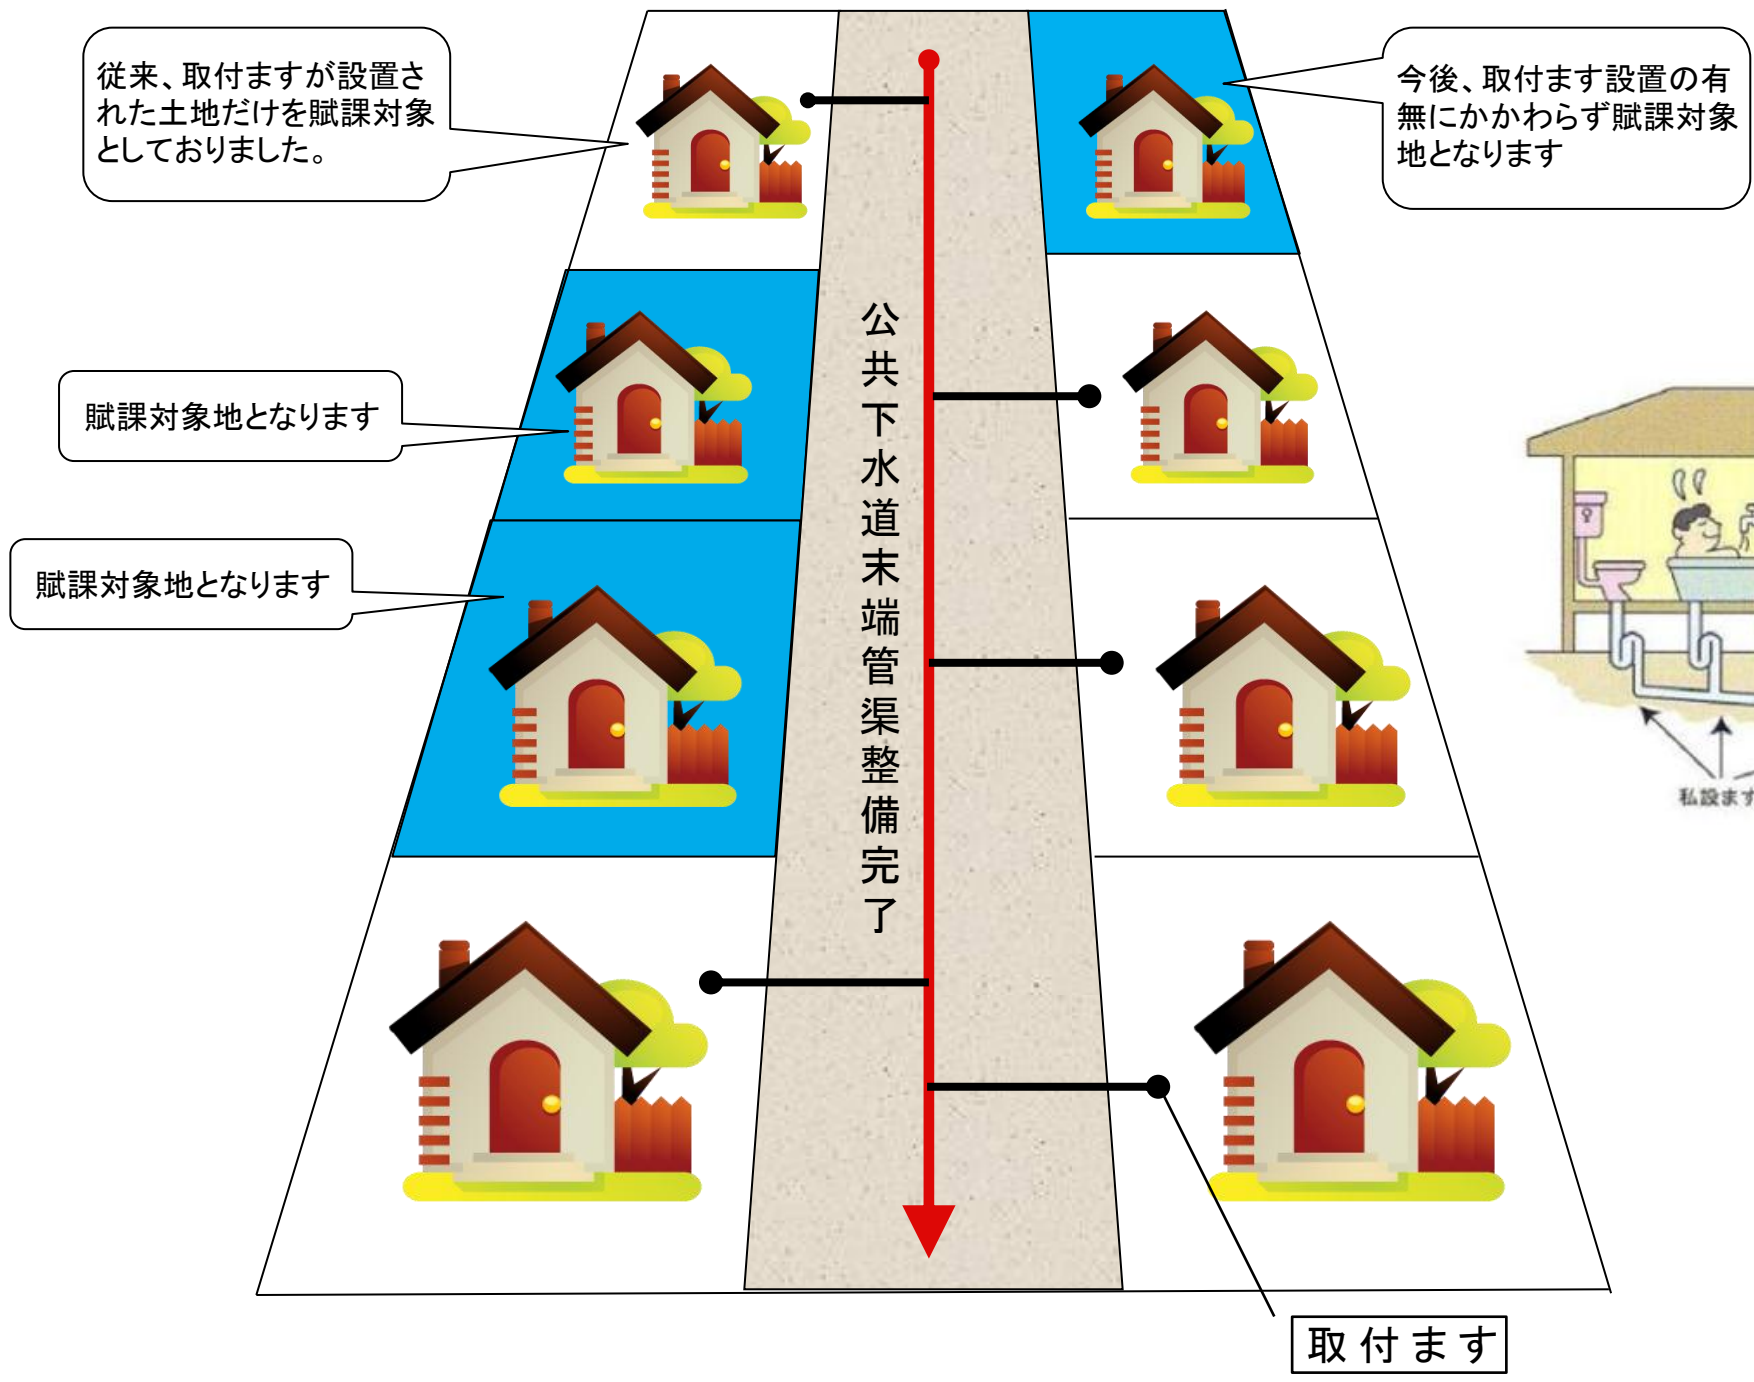 従来、取付ますが設置さ
れた土地だけを賦課対象
としておりました。
今後、取付ます設置の有
無にかかわらず賦課対象
地となります
賦課対象地となります
賦課対象地となります
公共下水道末端管渠整備完了
私設ます
取付ます